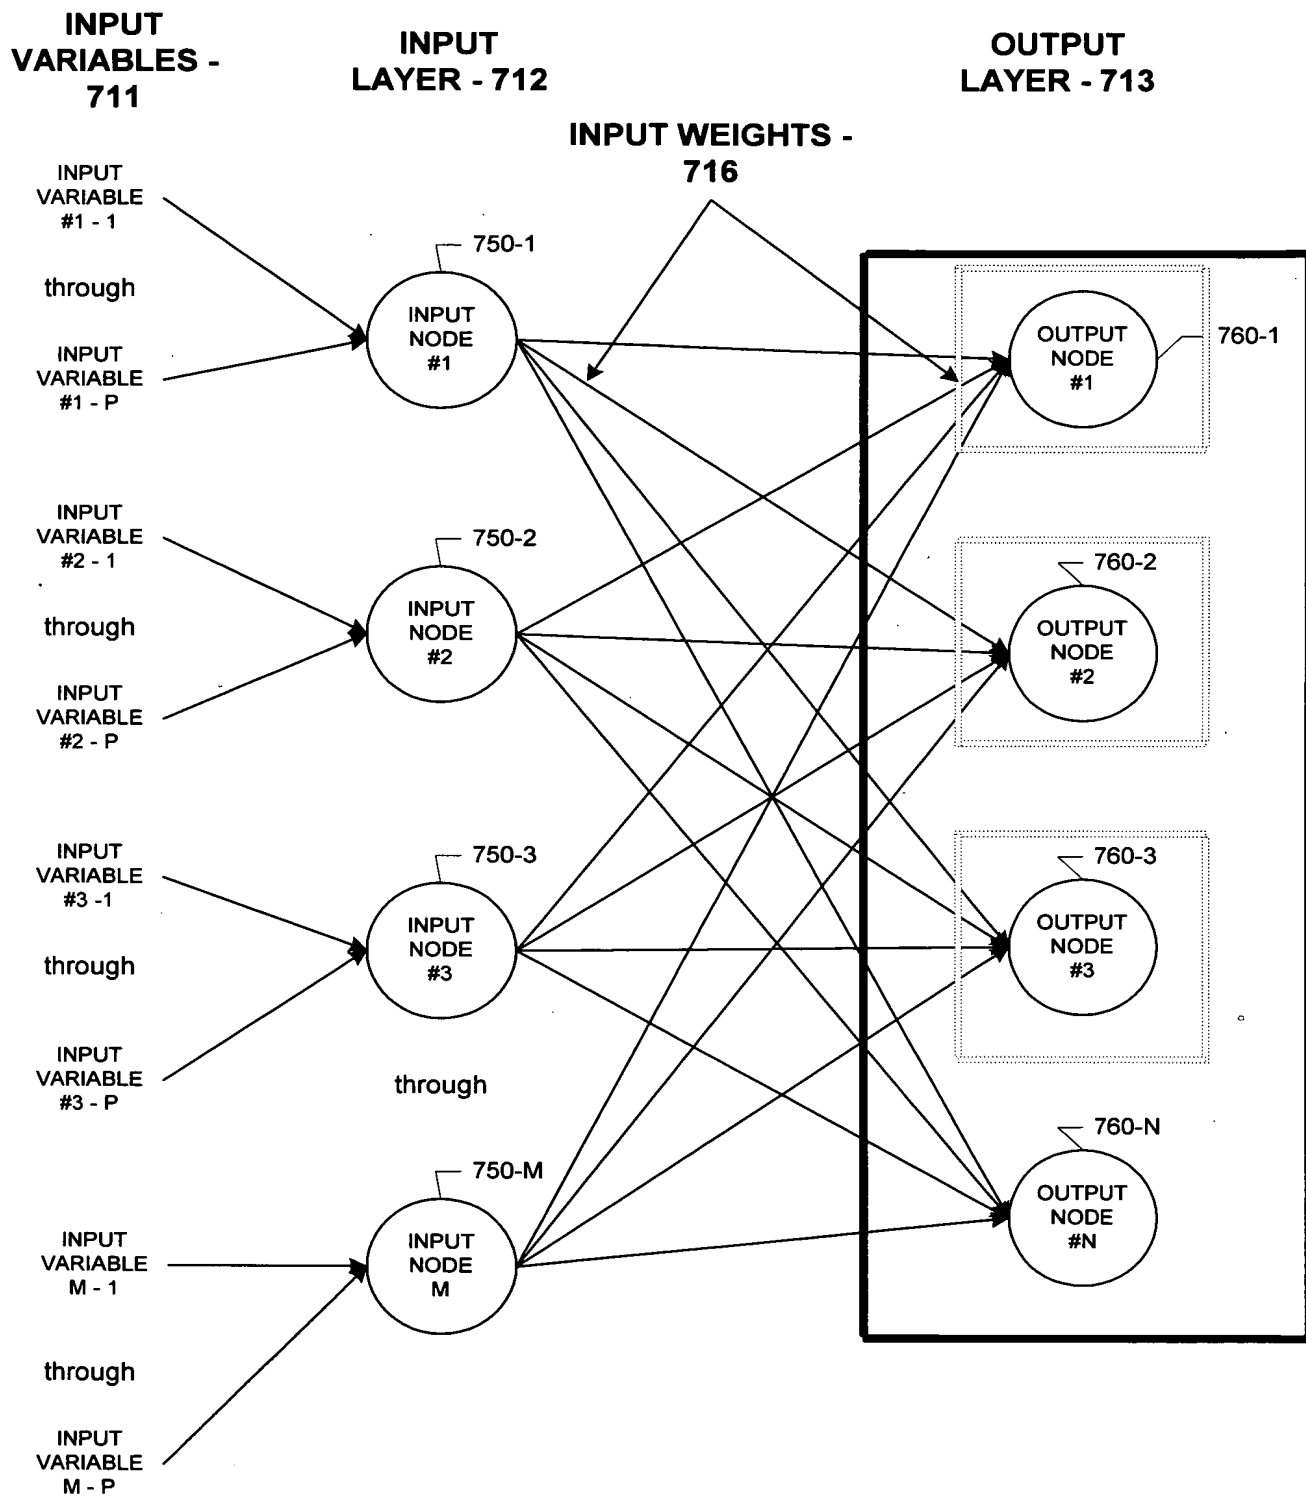 INPUT
VARIABLES -
711
INPUT
LAYER - 712
OUTPUT
LAYER - 713
INPUT WEIGHTS -
716
INPUT
VARIABLE
#1 - 1
through
INPUT
VARIABLE
#1 - P
INPUT
VARIABLE
#2 - 1
through
INPUT
VARIABLE
#2 - P
INPUT
VARIABLE
#3 -1
through
INPUT
VARIABLE
#3 - P
INPUT
VARIABLE
M - 1
through
INPUT
VARIABLE
M - P
750-1
INPUT
NODE
#1
750-2
INPUT
NODE
#2
750-3
INPUT
NODE
#3
through
750-M
INPUT
NODE
M
760-1
OUTPUT
NODE
#1
760-2
OUTPUT
NODE
#2
760-3
OUTPUT
NODE
#3
760-N
OUTPUT
NODE
#N